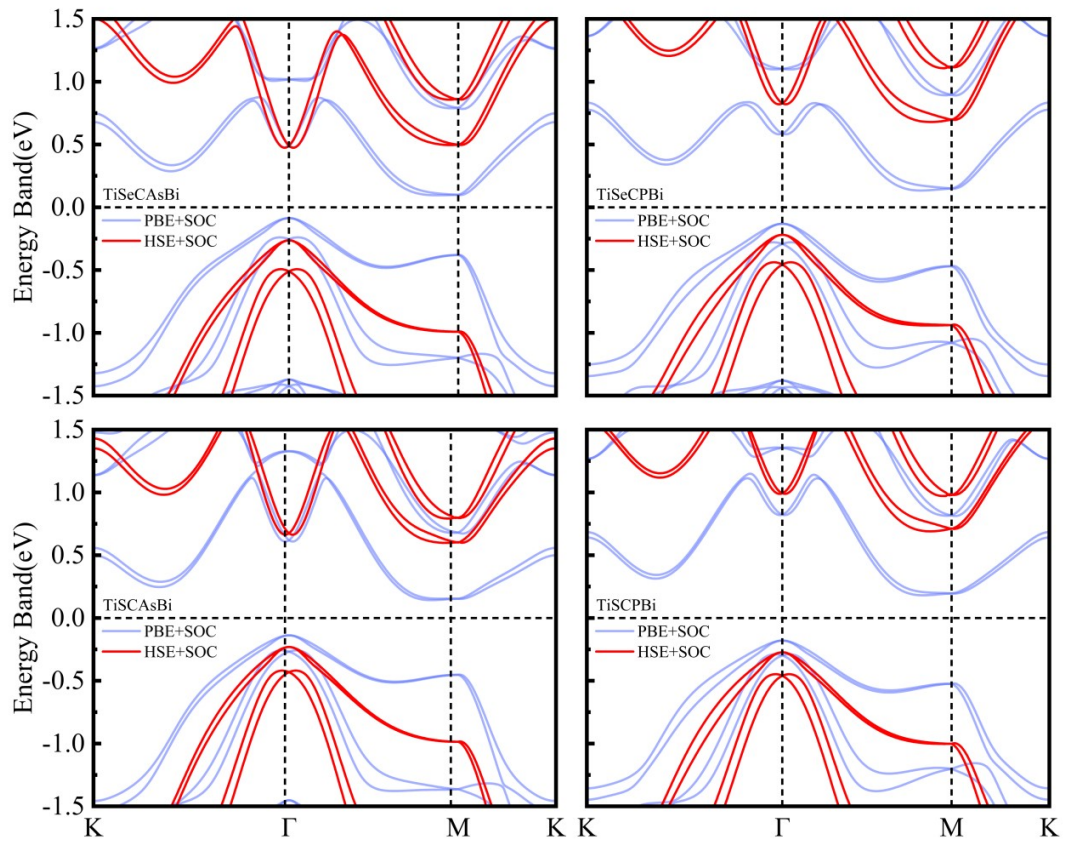 1.5
1.0
0.5
0.0
-0.5
-1.0
-1.5
Energy Band(eV)
TiSeCAsBi
PBE+SOC
HSE+SOC
TiSeCPBi
PBE+SOC
HSE+SOC
1.5
1.0
0.5
0.0
-0.5
-1.0
-1.5
Energy Band(eV)
TiSCAsBi
PBE+SOC
HSE+SOC
TiSCPBi
PBE+SOC
HSE+SOC
K Γ M K
K Γ M K